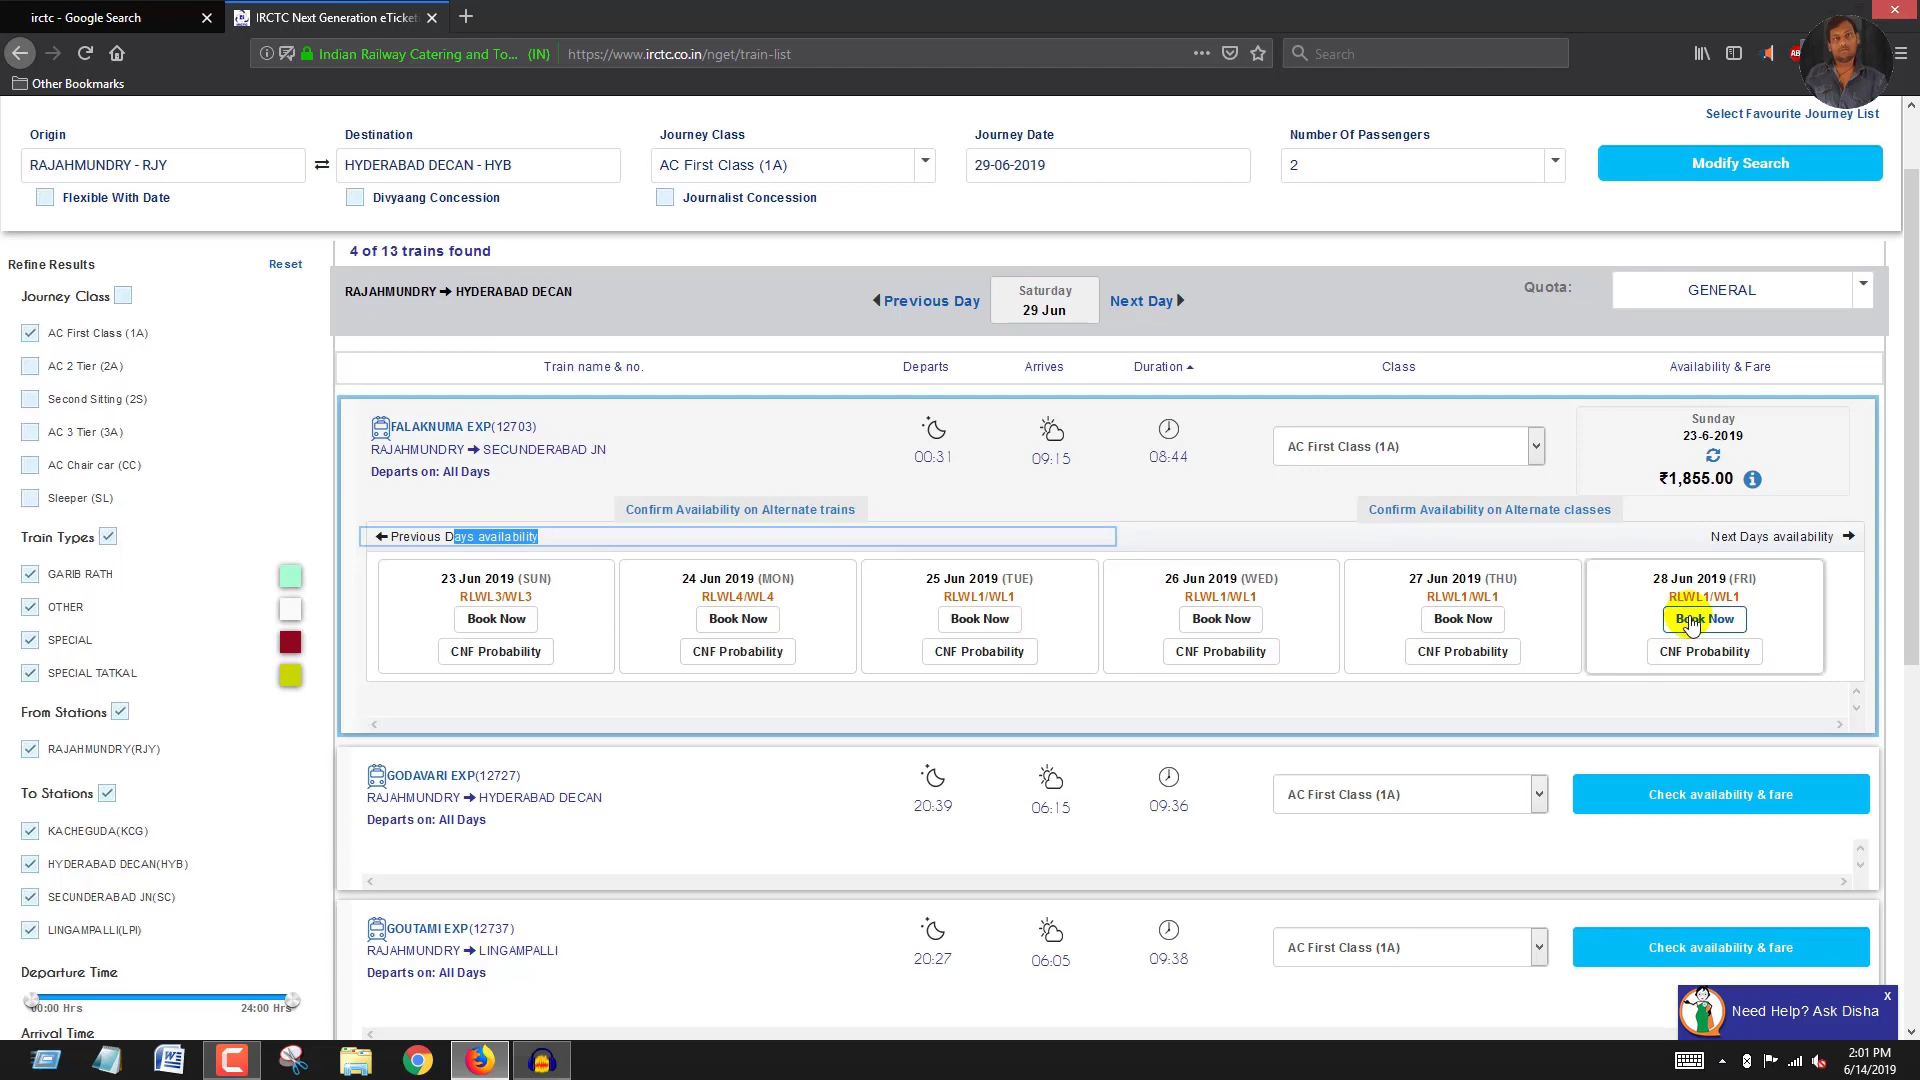 irctc - Google Search
IRCTC Next Generation eTicket
Indian Railway Catering and To... (IN)
https://www.irctc.co.in/nget/train-list
Search
Other Bookmarks
Select Favourite Journey List
Origin
Destination
Journey Class
Journey Date
Number Of Passengers
RAJAHMUNDRY - RJY
HYDERABAD DECAN - HYB
AC First Class (1A)
29-06-2019
2
Modify Search
Flexible With Date
Divyaang Concession
Journalist Concession
4 of 13 trains found
Refine Results
Reset
Journey Class
AC First Class (1A)
AC 2 Tier (2A)
Second Sitting (2S)
AC 3 Tier (3A)
AC Chair car (CC)
Sleeper (SL)
Train Types
GARIB RATH
OTHER
SPECIAL
SPECIAL TATKAL
From Stations
RAJAHMUNDRY(RJY)
To Stations
KACHEGUDA(KCG)
HYDERABAD DECAN(HYB)
SECUNDERABAD JN(SC)
LINGAMPALLI(LPI)
Departure Time
00:00 Hrs
24:00 Hrs
Arrival Time
RAJAHMUNDRY ➔ HYDERABAD DECAN
Previous Day
Saturday
29 Jun
Next Day
Quota:
GENERAL
Train name & no.
Departs
Arrives
Duration
Class
Availability & Fare
FALAKNUMA EXP(12703)
RAJAHMUNDRY ➔ SECUNDERABAD JN
Departs on: All Days
00:31
09:15
08:44
AC First Class (1A)
Sunday
23-6-2019
₹1,855.00
Confirm Availability on Alternate trains
Confirm Availability on Alternate classes
Previous Days availability
Next Days availability
23 Jun 2019 (SUN)
RLWL3/WL3
Book Now
CNF Probability
24 Jun 2019 (MON)
RLWL4/WL4
Book Now
CNF Probability
25 Jun 2019 (TUE)
RLWL1/WL1
Book Now
CNF Probability
26 Jun 2019 (WED)
RLWL1/WL1
Book Now
CNF Probability
27 Jun 2019 (THU)
RLWL1/WL1
Book Now
CNF Probability
28 Jun 2019 (FRI)
RLWL1/WL1
Book Now
CNF Probability
GODAVARI EXP(12727)
RAJAHMUNDRY ➔ HYDERABAD DECAN
Departs on: All Days
20:39
06:15
09:36
AC First Class (1A)
Check availability & fare
GOUTAMI EXP(12737)
RAJAHMUNDRY ➔ LINGAMPALLI
Departs on: All Days
20:27
06:05
09:38
AC First Class (1A)
Check availability & fare
Need Help? Ask Disha
X
2:01 PM
6/14/2019